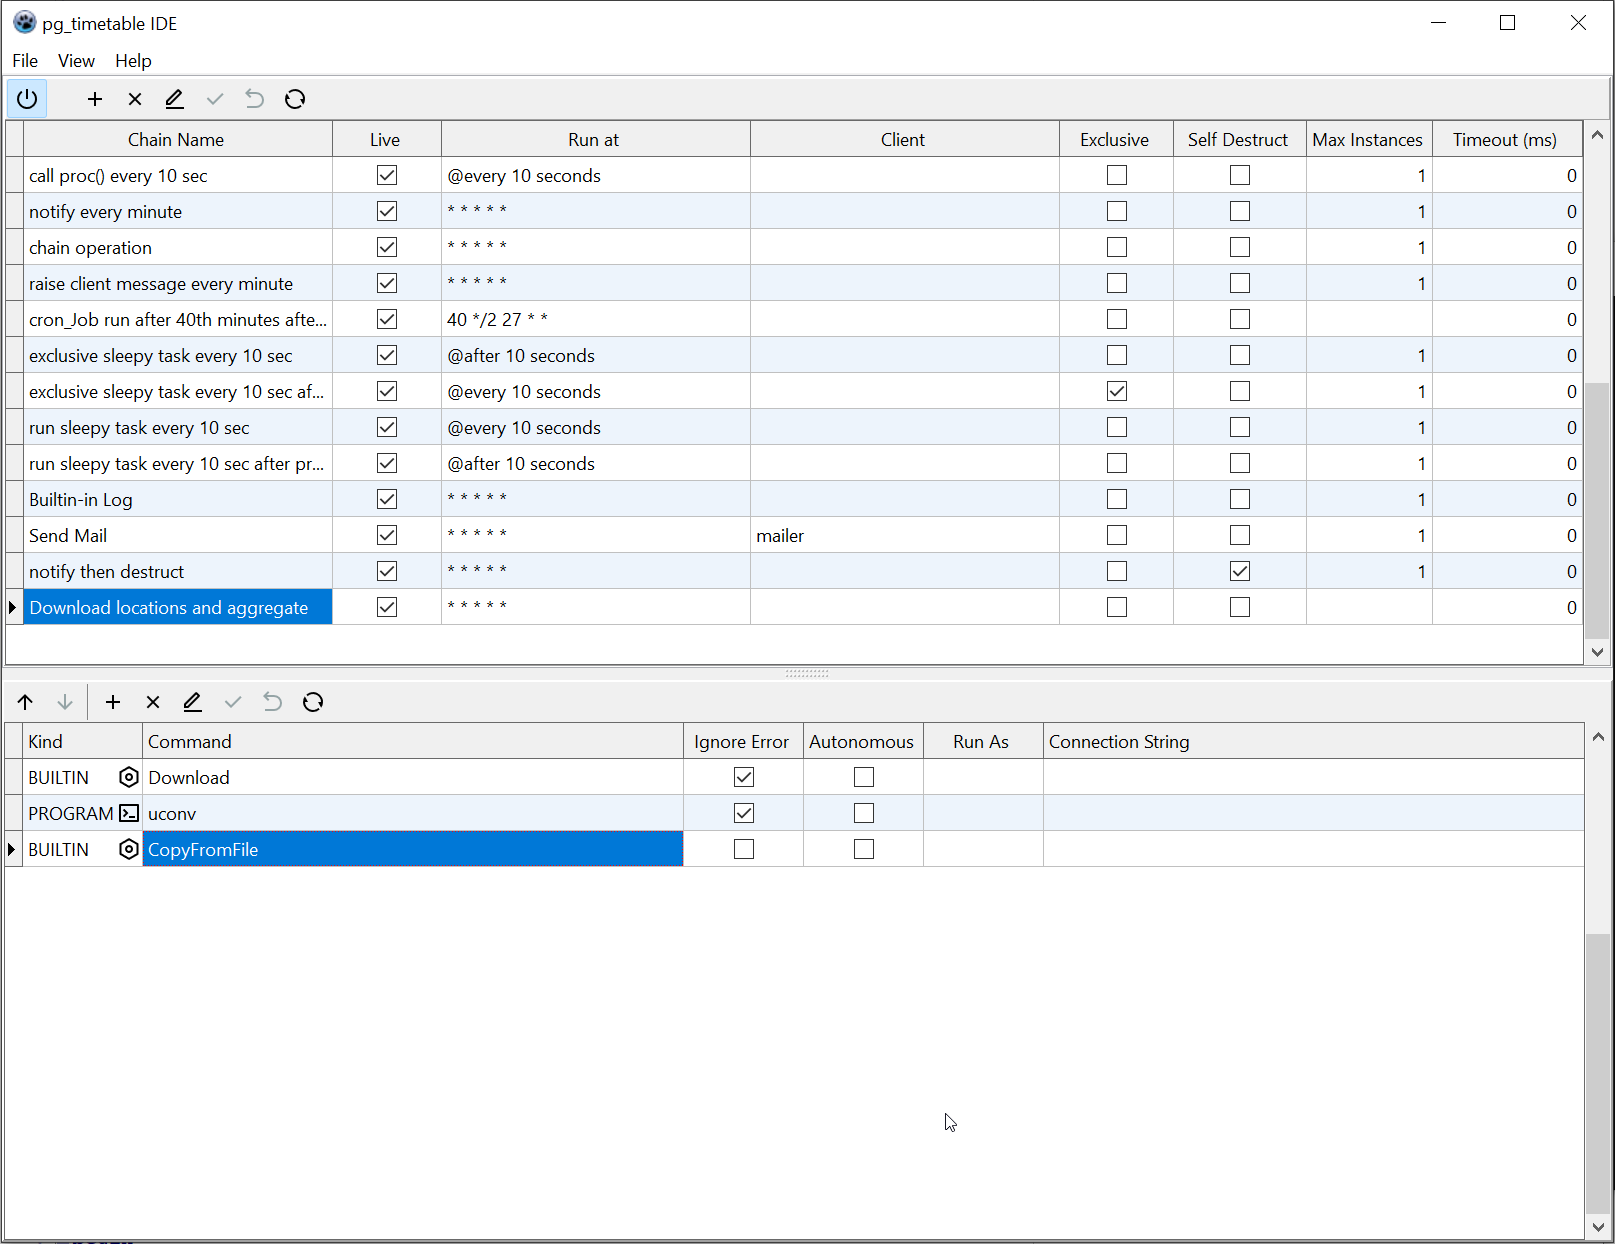 pg_timetable IDE
File View Help
Chain Name Live Run at Client Exclusive Self Destruct Max Instances Timeout (ms)
call proc() every 10 sec @every 10 seconds 1 0
notify every minute * * * * * 1 0
chain operation * * * * * 1 0
raise client message every minute * * * * * 1 0
cron_Job run after 40th minutes afte... 40 */2 27 * * 0
exclusive sleepy task every 10 sec @after 10 seconds 1 0
exclusive sleepy task every 10 sec af... @every 10 seconds 1 0
run sleepy task every 10 sec @every 10 seconds 1 0
run sleepy task every 10 sec after pr... @after 10 seconds 1 0
Builtin-in Log * * * * * 1 0
Send Mail * * * * * mailer 1 0
notify then destruct * * * * * 1 0
Download locations and aggregate * * * * * 0
Kind Command Ignore Error Autonomous Run As Connection String
BUILTIN Download
PROGRAM uconv
BUILTIN CopyFromFile